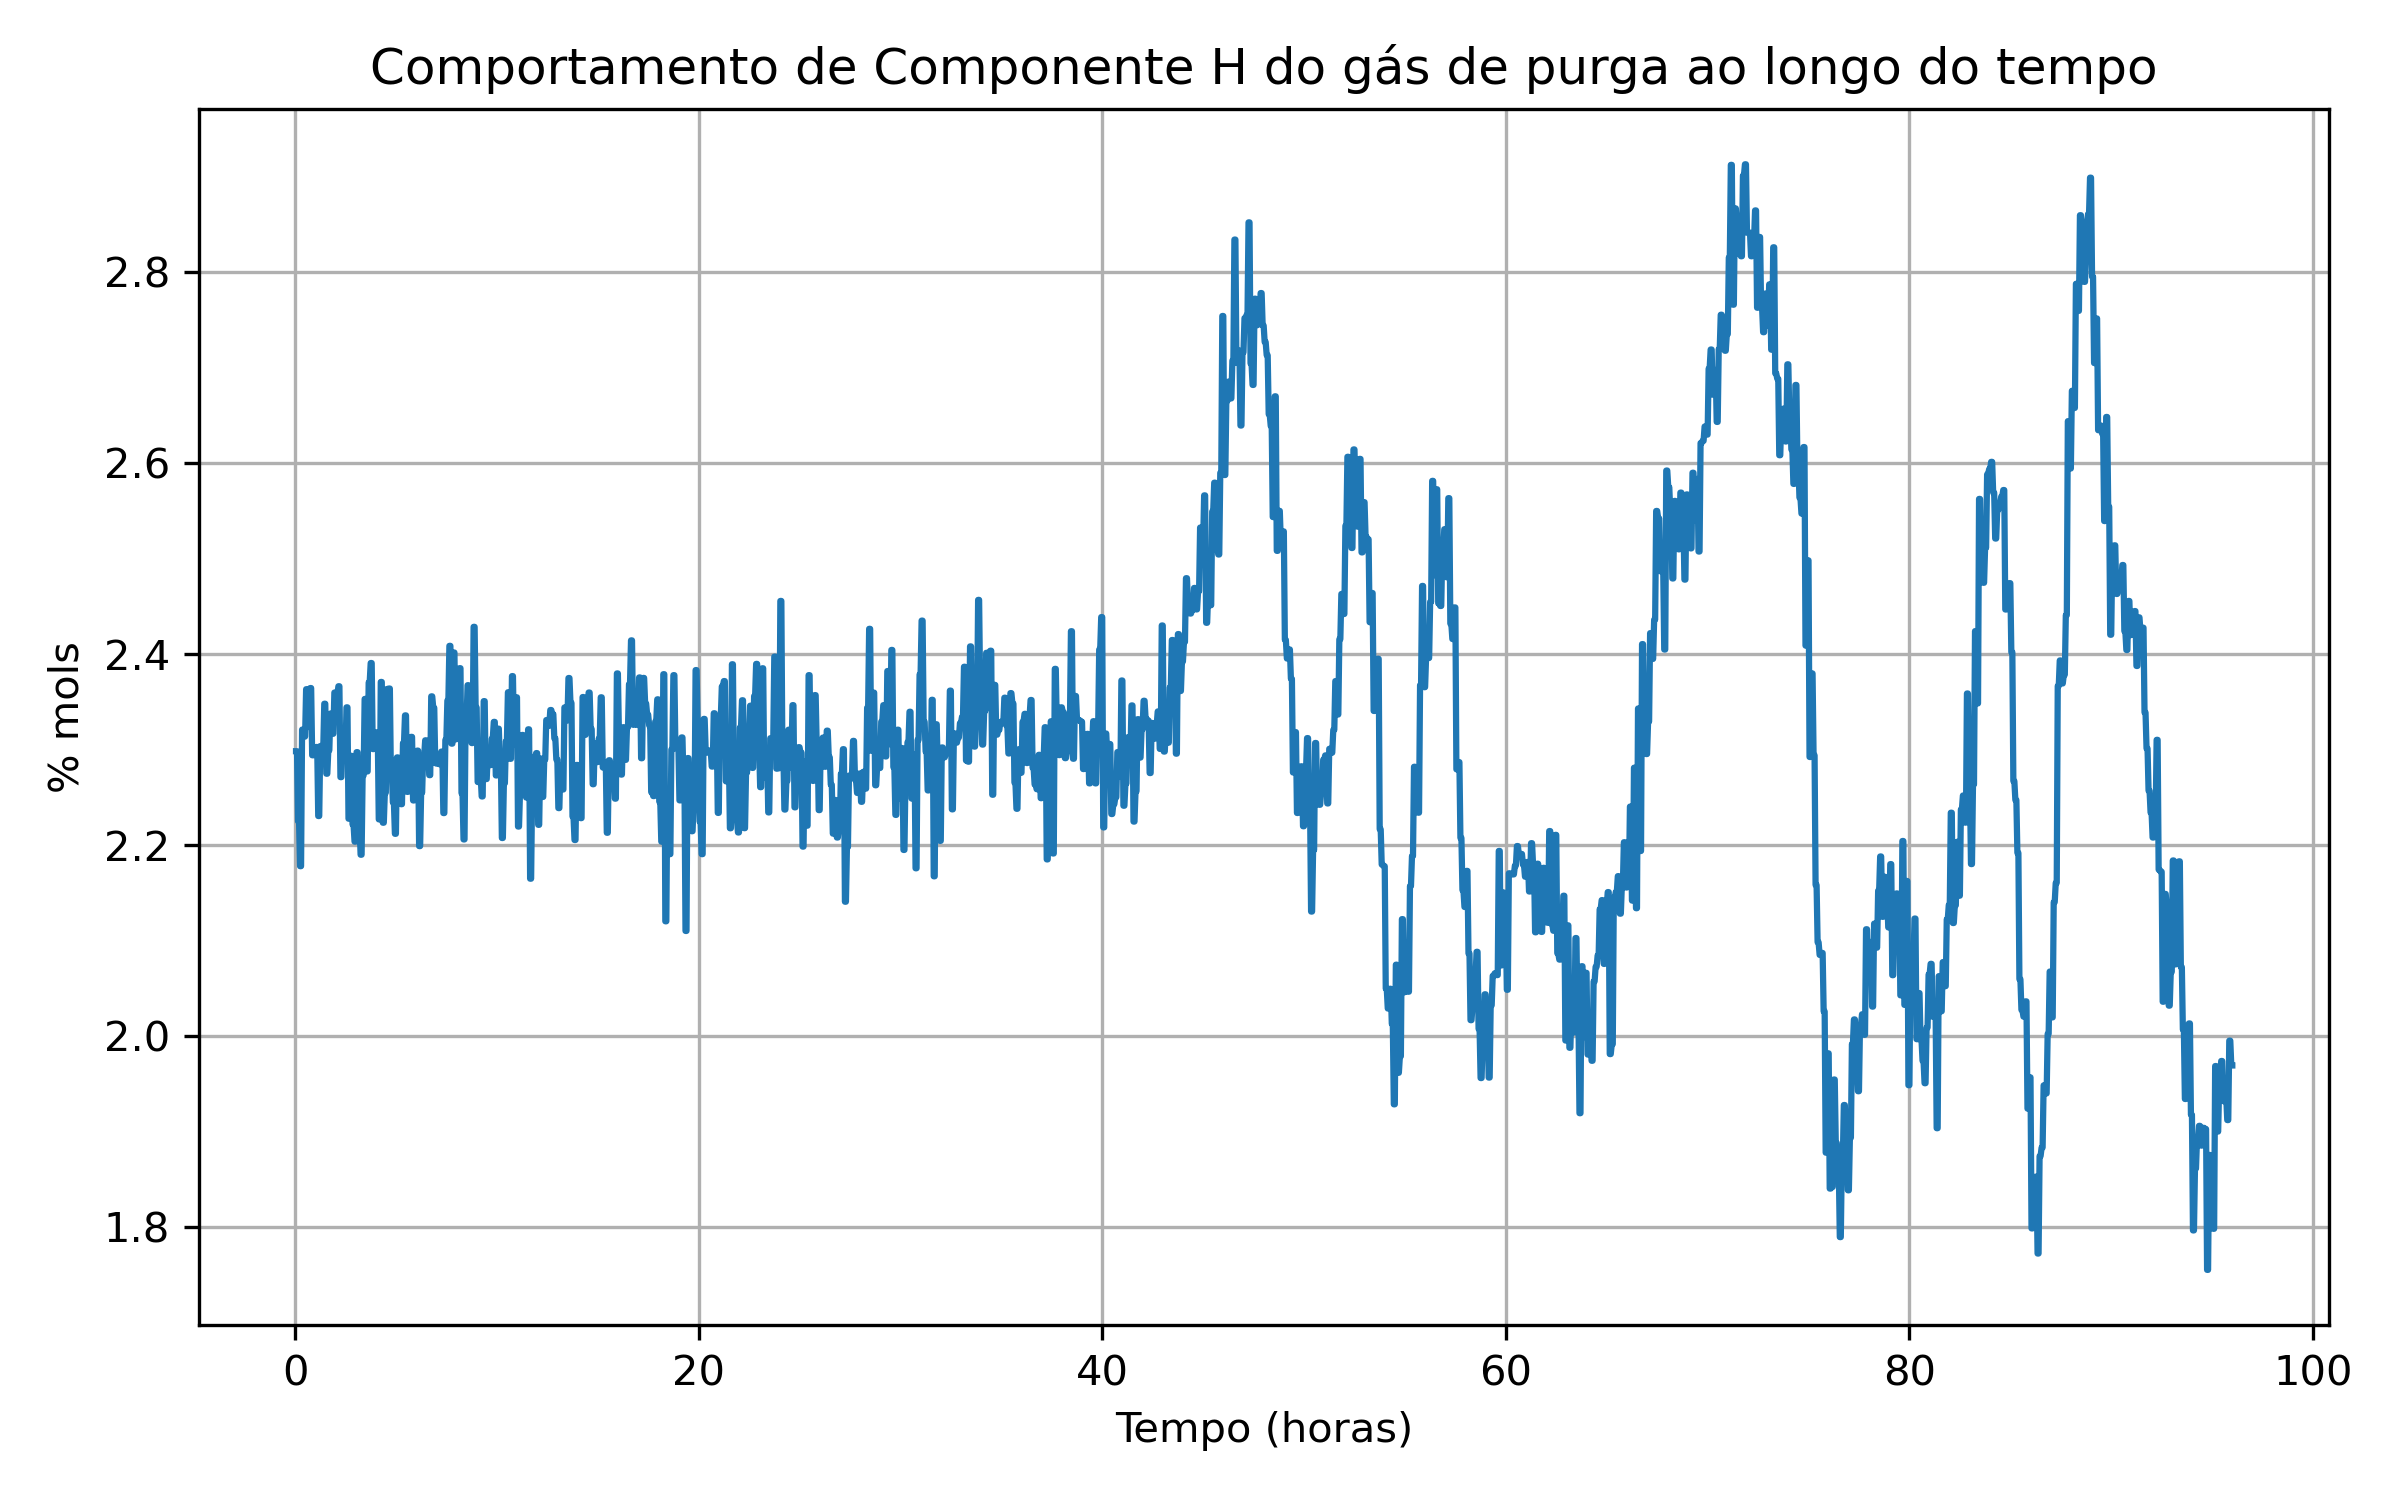 Comportamento de Componente H do gás de purga ao longo do tempo
% mols
2.8
2.6
2.4
2.2
2.0
1.8
0 20 40 60 80 100
Tempo (horas)